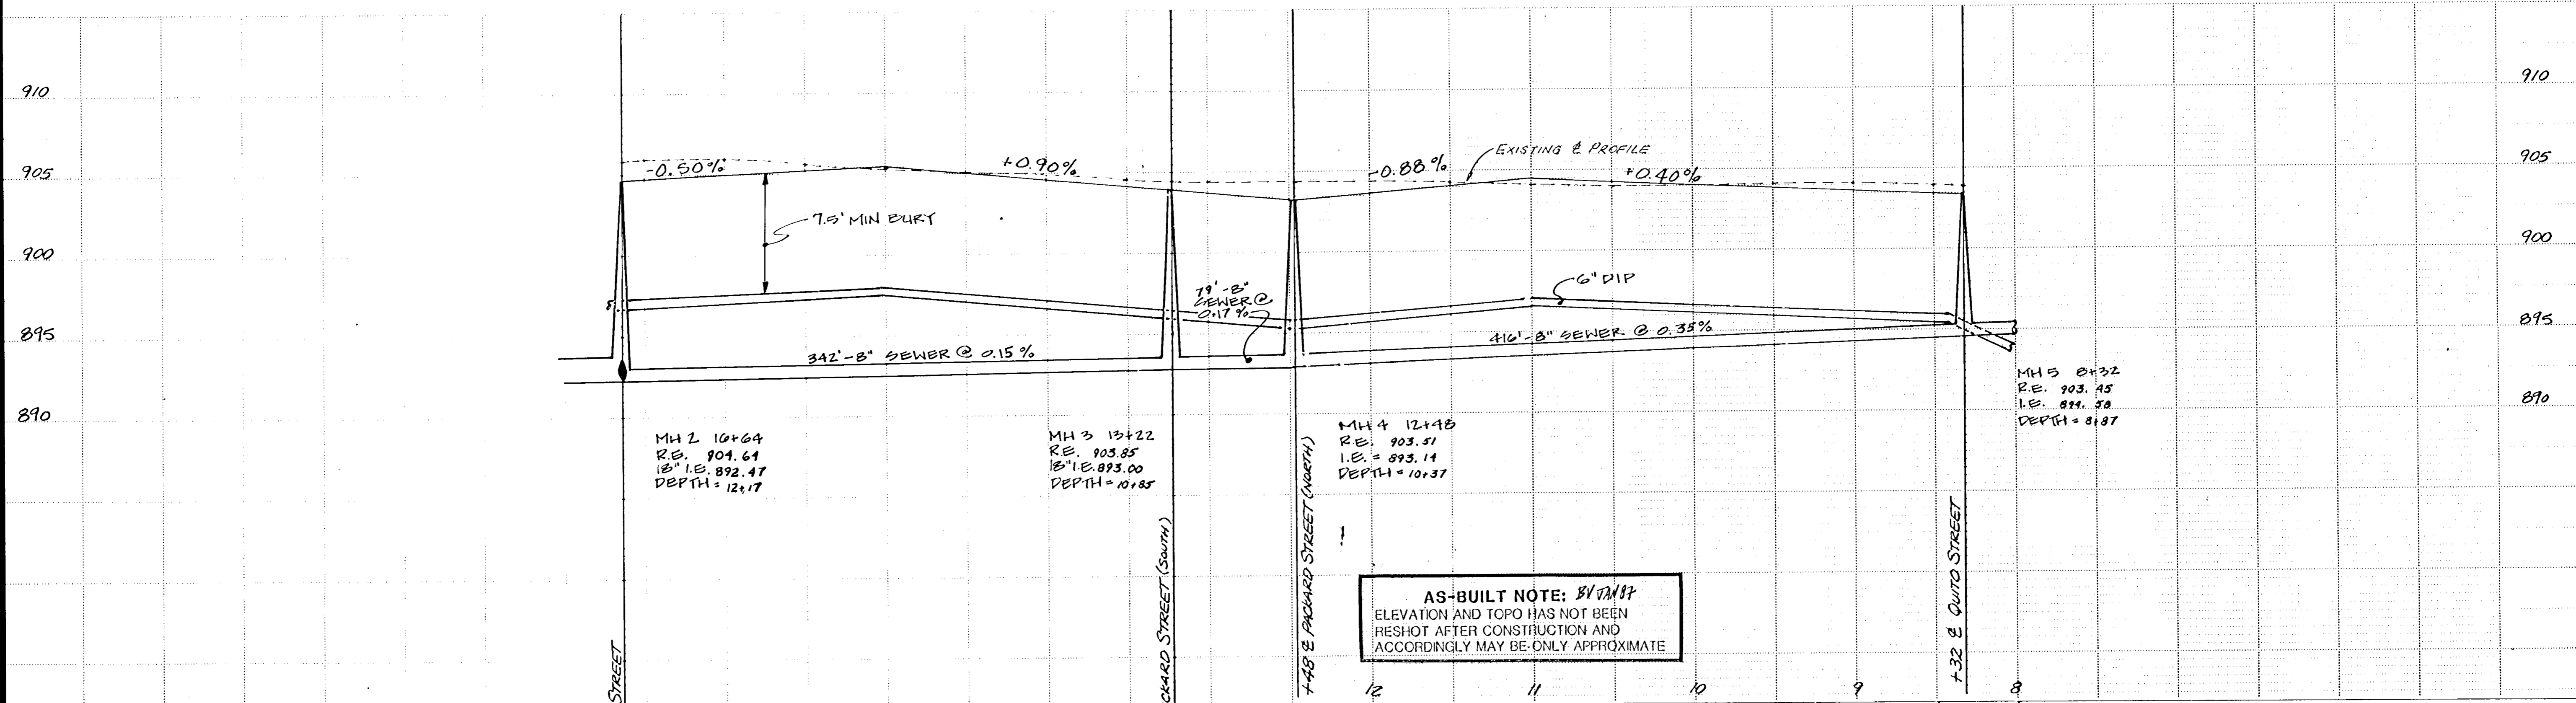 910
910
905
-0.50%
+0.90%
-0.88%
EXISTING ℄ PROFILE
+0.40%
905
7.5' MIN BURY
900
900
79'-8"
SEWER @
0.17%
6" DIP
895
342'-8" SEWER @ 0.15%
416'-8" SEWER @ 0.35%
895
890
890
MH 2 16+64
R.E. 904.64
18" I.E. 892.47
DEPTH = 12.17
MH 3 13+22
R.E. 903.85
18" I.E. 893.00
DEPTH = 10+85
MH 4 12+48
R.E. 903.51
I.E. = 893.14
DEPTH = 10+37
MH 5 8+32
R.E. 903.45
I.E. 894.58
DEPTH = 8+87
STREET
CKARD STREET (SOUTH)
+48 ℄ PACKARD STREET (NORTH)
+32 ℄ QUITO STREET
AS-BUILT NOTE:
ELEVATION AND TOPO HAS NOT BEEN
RESHOT AFTER CONSTRUCTION AND
ACCORDINGLY MAY BE ONLY APPROXIMATE
12
11
10
9
8